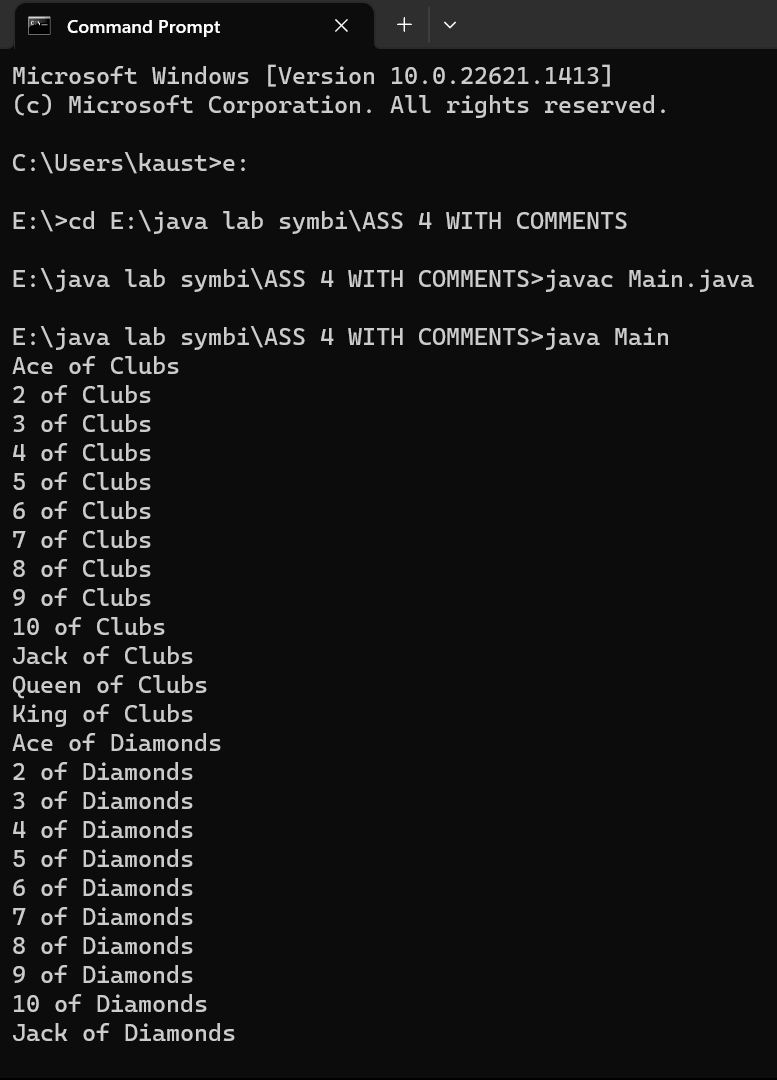 Command Prompt
Microsoft Windows [Version 10.0.22621.1413]
(c) Microsoft Corporation. All rights reserved.
C:\Users\kaust>e:
E:\>cd E:\java lab symbi\ASS 4 WITH COMMENTS
E:\java lab symbi\ASS 4 WITH COMMENTS>javac Main.java
E:\java lab symbi\ASS 4 WITH COMMENTS>java Main
Ace of Clubs
2 of Clubs
3 of Clubs
4 of Clubs
5 of Clubs
6 of Clubs
7 of Clubs
8 of Clubs
9 of Clubs
10 of Clubs
Jack of Clubs
Queen of Clubs
King of Clubs
Ace of Diamonds
2 of Diamonds
3 of Diamonds
4 of Diamonds
5 of Diamonds
6 of Diamonds
7 of Diamonds
8 of Diamonds
9 of Diamonds
10 of Diamonds
Jack of Diamonds